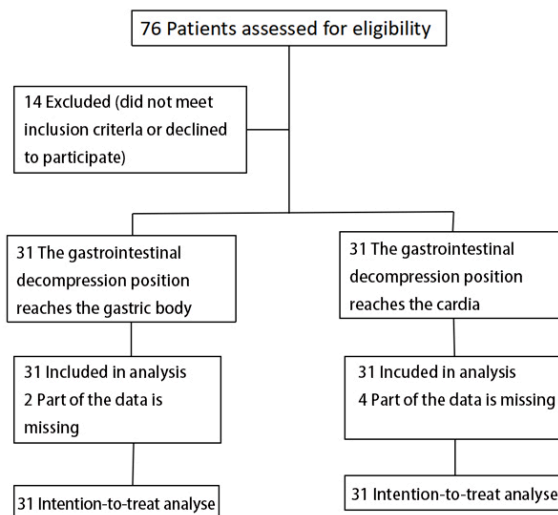 76 Patients assessed for eligibility
14 Excluded (did not meet
inclusion criterla or declined
to participate)
31 The gastrointestinal
decompression position
reaches the gastric body
31 The gastrointestinal
decompression position
reaches the cardia
31 Included in analysis
2 Part of the data is
missing
31 Incuded in analysis
4 Part of the data is missing
31 Intention-to-treat analyse
31 Intention-to-treat analyse